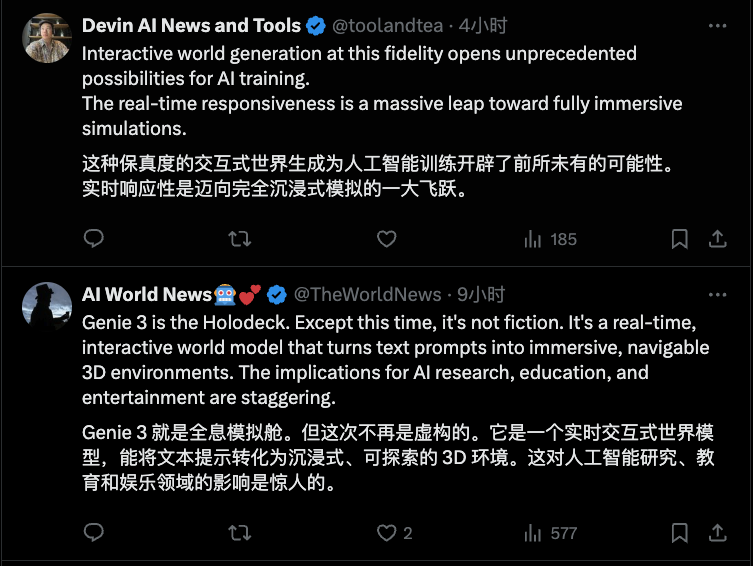 Devin AI News and Tools @toolandtea · 4小时
Interactive world generation at this fidelity opens unprecedented
possibilities for AI training.
The real-time responsiveness is a massive leap toward fully immersive
simulations.
这种保真度的交互式世界生成为人工智能训练开辟了前所未有的可能性。
实时响应性是迈向完全沉浸式模拟的一大飞跃。
185
AI World News🤖💕 @TheWorldNews · 9小时
Genie 3 is the Holodeck. Except this time, it's not fiction. It's a real-time,
interactive world model that turns text prompts into immersive, navigable
3D environments. The implications for AI research, education, and
entertainment are staggering.
Genie 3 就是全息模拟舱。但这次不再是虚构的。它是一个实时交互式世界模
型，能将文本提示转化为沉浸式、可探索的 3D 环境。这对人工智能研究、教
育和娱乐领域的影响是惊人的。
2 577